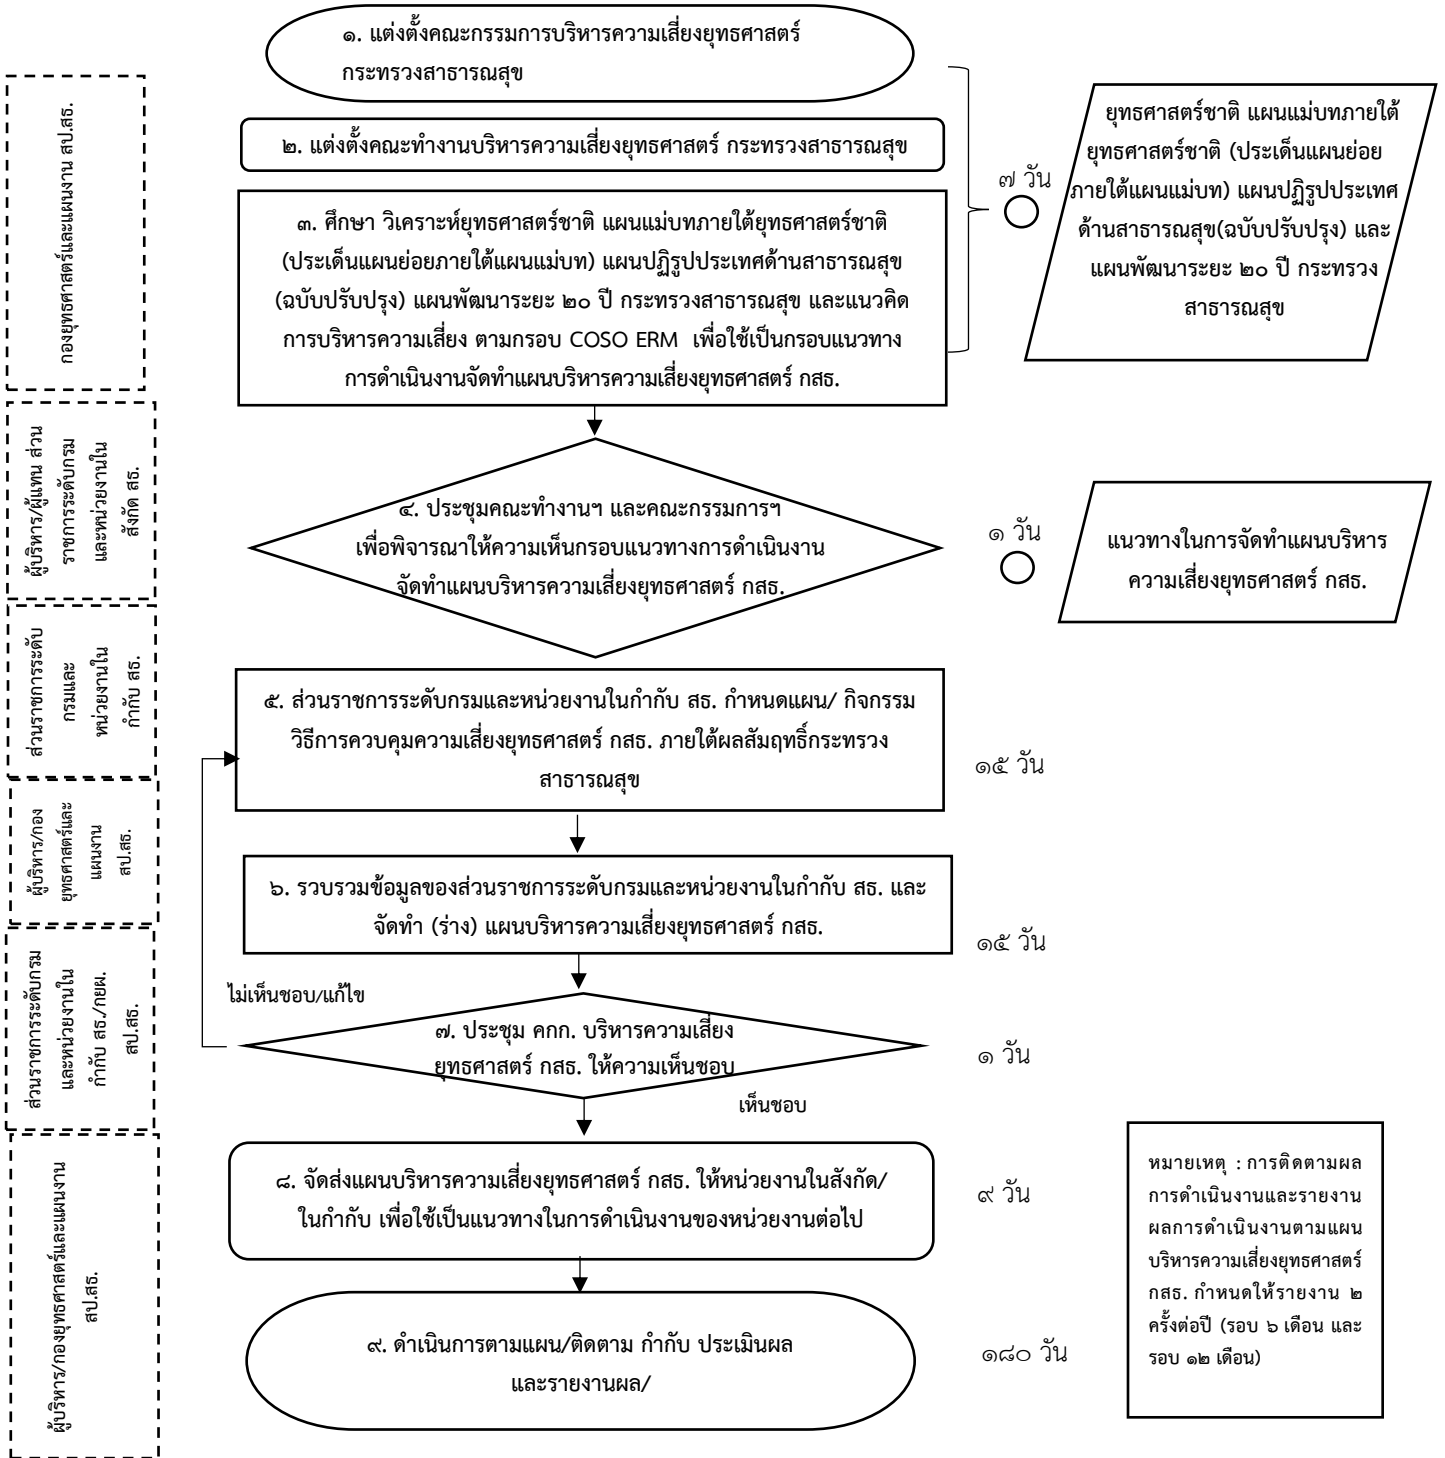 ๑. แต่งตั้งคณะกรรมการบริหารความเสี่ยงยุทธศาสตร์
กระทรวงสาธารณสุข
๒. แต่งตั้งคณะทำงานบริหารความเสี่ยงยุทธศาสตร์ กระทรวงสาธารณสุข
๓. ศึกษา วิเคราะห์ยุทธศาสตร์ชาติ แผนแม่บทภายใต้ยุทธศาสตร์ชาติ
(ประเด็นแผนย่อยภายใต้แผนแม่บท) แผนปฏิรูปประเทศด้านสาธารณสุข
(ฉบับปรับปรุง) แผนพัฒนาระยะ ๒๐ ปี กระทรวงสาธารณสุข และแนวคิด
การบริหารความเสี่ยง ตามกรอบ COSO ERM เพื่อใช้เป็นกรอบแนวทาง
การดำเนินงานจัดทำแผนบริหารความเสี่ยงยุทธศาสตร์ กสธ.
๗ วัน
ยุทธศาสตร์ชาติ แผนแม่บทภายใต้
ยุทธศาสตร์ชาติ (ประเด็นแผนย่อย
ภายใต้แผนแม่บท) แผนปฏิรูปประเทศ
ด้านสาธารณสุข(ฉบับปรับปรุง) และ
แผนพัฒนาระยะ ๒๐ ปี กระทรวง
สาธารณสุข
กองยุทธศาสตร์และแผนงาน สป.สธ.
ผู้บริหาร/ผู้แทน ส่วน
ราชการระดับกรม
และหน่วยงานใน
สังกัด สธ.
๔. ประชุมคณะทำงานฯ และคณะกรรมการฯ
เพื่อพิจารณาให้ความเห็นกรอบแนวทางการดำเนินงาน
จัดทำแผนบริหารความเสี่ยงยุทธศาสตร์ กสธ.
๑ วัน
แนวทางในการจัดทำแผนบริหาร
ความเสี่ยงยุทธศาสตร์ กสธ.
ส่วนราชการระดับ
กรมและ
หน่วยงานใน
กำกับ สธ.
๕. ส่วนราชการระดับกรมและหน่วยงานในกำกับ สธ. กำหนดแผน/ กิจกรรม
วิธีการควบคุมความเสี่ยงยุทธศาสตร์ กสธ. ภายใต้ผลสัมฤทธิ์กระทรวง
สาธารณสุข
๑๕ วัน
ผู้บริหาร/กอง
ยุทธศาสตร์และ
แผนงาน
สป.สธ.
๖. รวบรวมข้อมูลของส่วนราชการระดับกรมและหน่วยงานในกำกับ สธ. และ
จัดทำ (ร่าง) แผนบริหารความเสี่ยงยุทธศาสตร์ กสธ.
๑๕ วัน
ส่วนราชการระดับกรม
และหน่วยงานใน
กำกับ สธ./กยผ.
สป.สธ.
ไม่เห็นชอบ/แก้ไข
๗. ประชุม คกก. บริหารความเสี่ยง
ยุทธศาสตร์ กสธ. ให้ความเห็นชอบ
๑ วัน
เห็นชอบ
ผู้บริหาร/กองยุทธศาสตร์และแผนงาน
สป.สธ.
๘. จัดส่งแผนบริหารความเสี่ยงยุทธศาสตร์ กสธ. ให้หน่วยงานในสังกัด/
ในกำกับ เพื่อใช้เป็นแนวทางในการดำเนินงานของหน่วยงานต่อไป
๙ วัน
๙. ดำเนินการตามแผน/ติดตาม กำกับ ประเมินผล
และรายงานผล/
๑๘๐ วัน
หมายเหตุ : การติดตามผล
การดำเนินงานและรายงาน
ผลการดำเนินงานตามแผน
บริหารความเสี่ยงยุทธศาสตร์
กสธ. กำหนดให้รายงาน ๒
ครั้งต่อปี (รอบ ๖ เดือน และ
รอบ ๑๒ เดือน)